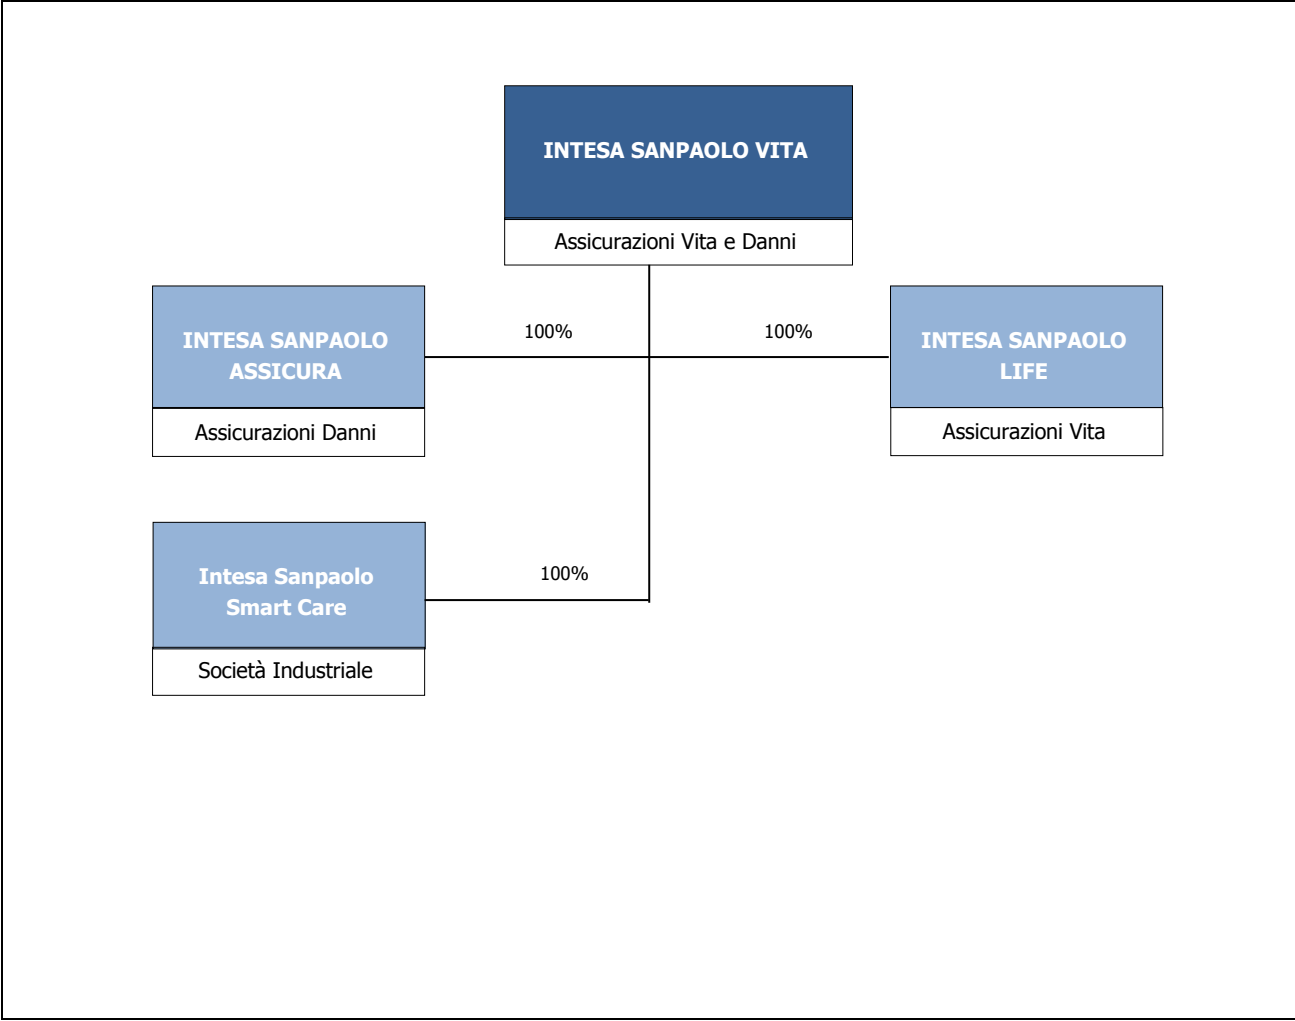 INTESA SANPAOLO VITA
Assicurazioni Vita e Danni
100%
100%
INTESA SANPAOLO
ASSICURA
Assicurazioni Danni
INTESA SANPAOLO
LIFE
Assicurazioni Vita
Intesa Sanpaolo
Smart Care
100%
Società Industriale